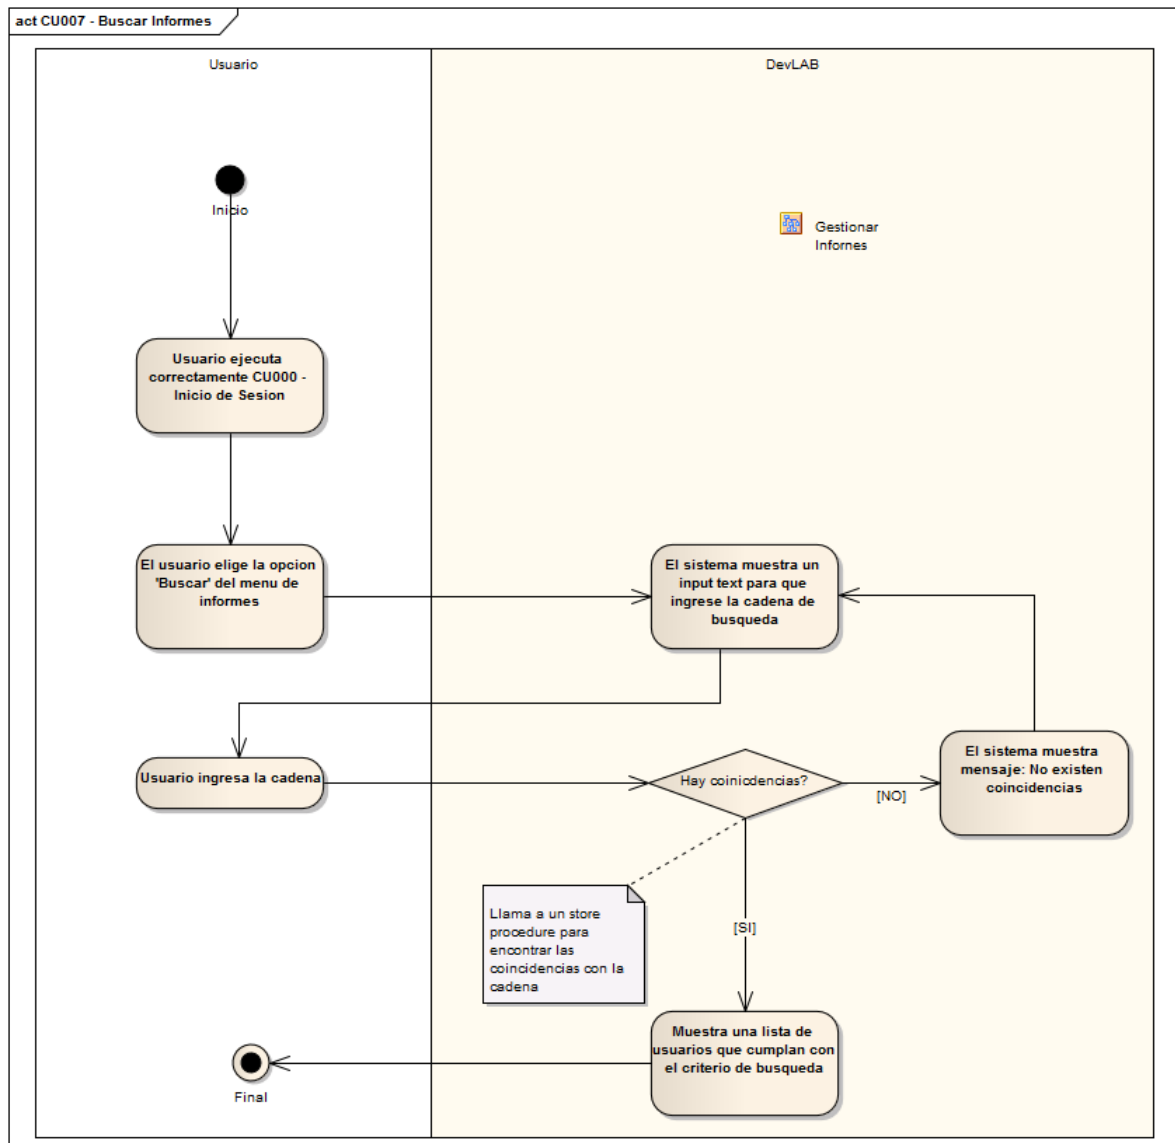 act CU007 - Buscar Informes
Usuario
DevLAB
Inicio
Gestionar
Infornes
Usuario ejecuta
correctamente CU000 -
Inicio de Sesion
El usuario elige la opcion
'Buscar' del menu de
informes
El sistema muestra un
input text para que
ingrese la cadena de
busqueda
Usuario ingresa la cadena
Hay coinicdencias?
[NO]
El sistema muestra
mensaje: No existen
coincidencias
Llama a un store
procedure para
encontrar las
coincidencias con la
cadena
[SI]
Muestra una lista de
usuarios que cumplan con
el criterio de busqueda
Final